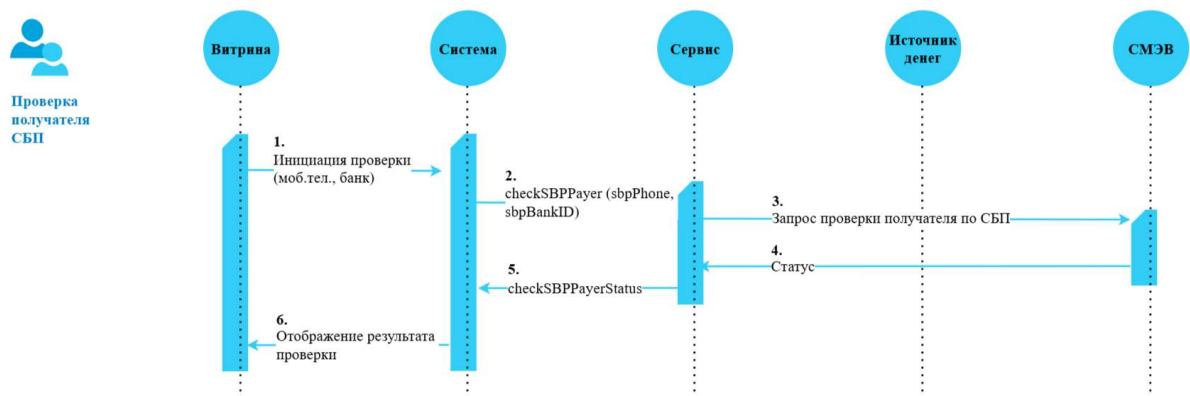 Витрина
Система
Сервис
Источник
денег
СМЭВ
Проверка
получателя
СБП
1.
Инициация проверки
(моб.тел., банк)
2.
checkSBPPayer (sbpPhone,
sbpBankID)
3.
Запрос проверки получателя по СБП
4.
Статус
5.
checkSBPPayerStatus
6.
Отображение результата
проверки